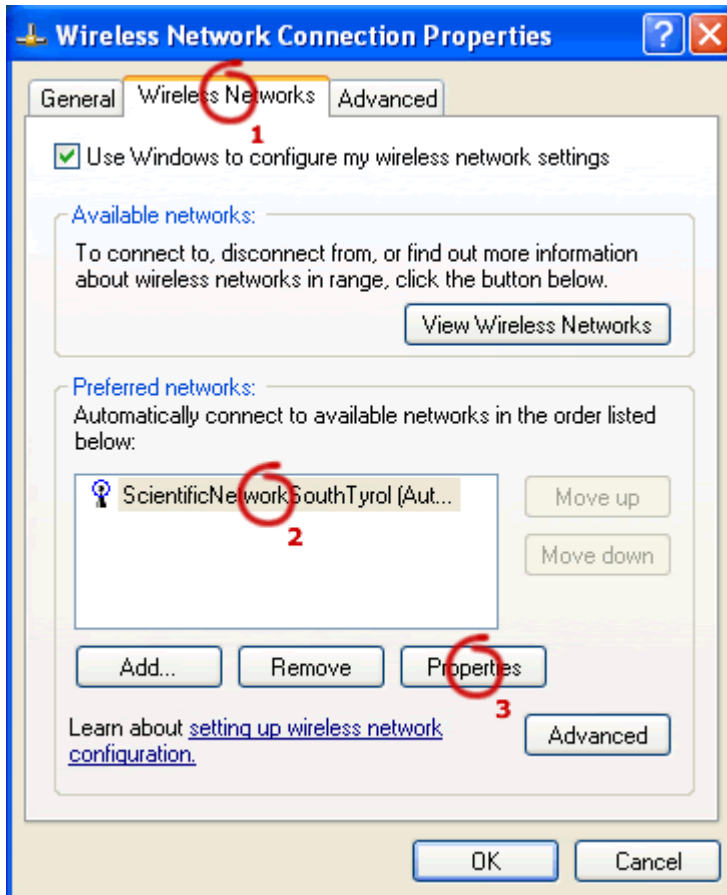 Wireless Network Connection Properties
General
Wireless Networks
Advanced
1
Use Windows to configure my wireless network settings
Available networks:
To connect to, disconnect from, or find out more information
about wireless networks in range, click the button below.
View Wireless Networks
Preferred networks:
Automatically connect to available networks in the order listed
below:
ScientificNetworkSouthTyrol (Aut...
2
Move up
Move down
Add...
Remove
Properties
3
Learn about setting up wireless network
configuration.
Advanced
OK
Cancel